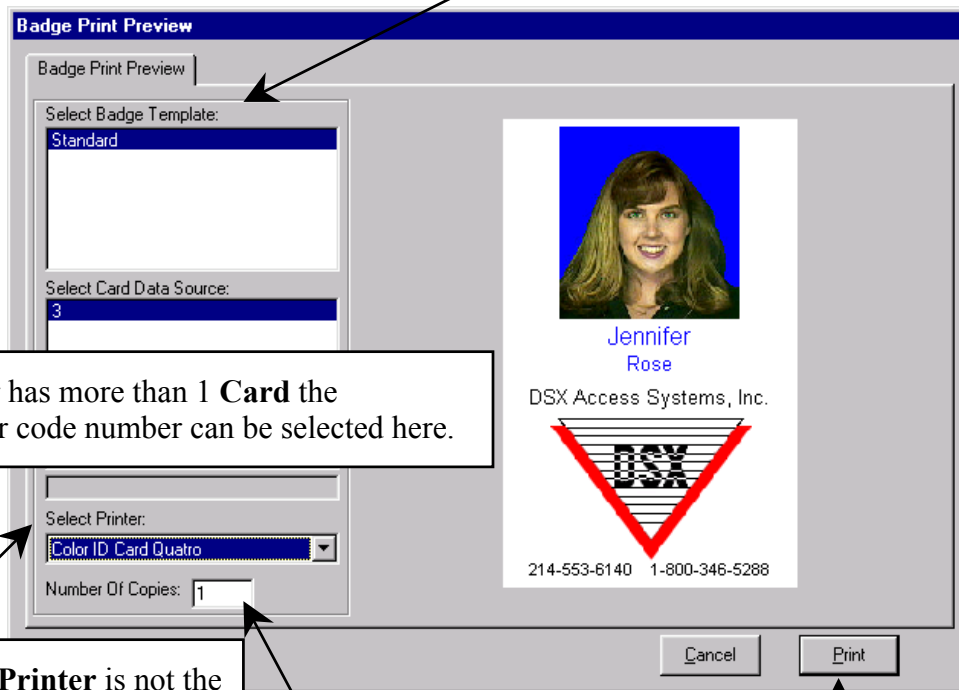 Badge Print Preview
Badge Print Preview
Select Badge Template:
Standard
Select Card Data Source:
3
has more than 1 Card the
code number can be selected here.
Select Printer:
Color ID Card Quatro
Number Of Copies: 1
Printer is not the
Jennifer
Rose
DSX Access Systems, Inc.
DSX
214-553-6140 1-800-346-5288
Cancel
Print